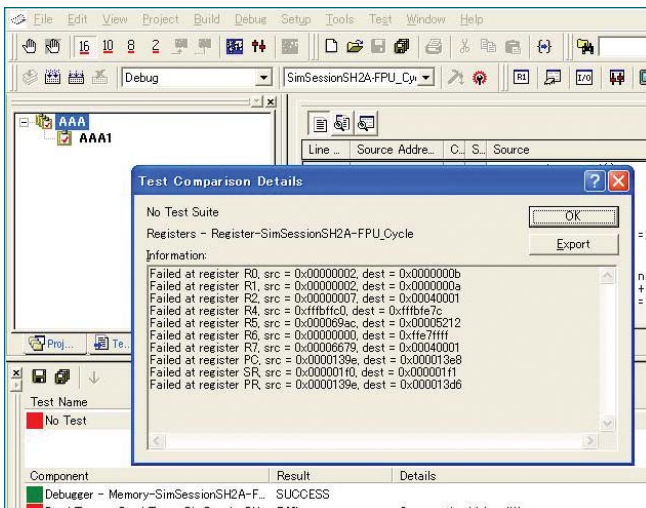 File Edit View Project Build Debug Setup Tools Test Window Help
16 10 8 2
Debug SimSessionSH2A-FPU_Cy R1 I/O
AAA
AAA1
Line ... Source Addre... C... S... Source
Test Comparison Details
No Test Suite
OK
Registers - Register-SimSessionSH2A-FPU_Cycle
Export
Information:
Failed at register R0, src = 0x00000002, dest = 0x0000000b
Failed at register R1, src = 0x00000002, dest = 0x0000000a
Failed at register R2, src = 0x00000007, dest = 0x00040001
Failed at register R4, src = 0xfffbffc0, dest = 0xfffbfe7c
Failed at register R5, src = 0x000069ac, dest = 0x00005212
Failed at register R6, src = 0x00000000, dest = 0xffe7ffff
Failed at register R7, src = 0x00006679, dest = 0x00040001
Failed at register PC, src = 0x0000139e, dest = 0x000013e8
Failed at register SR, src = 0x000001f0, dest = 0x000001f1
Failed at register PR, src = 0x0000139e, dest = 0x000013d6
Proj... Te...
Test Name
No Test
Component Result Details
Debugger - Memory-SimSessionSH2A-F... SUCCESS